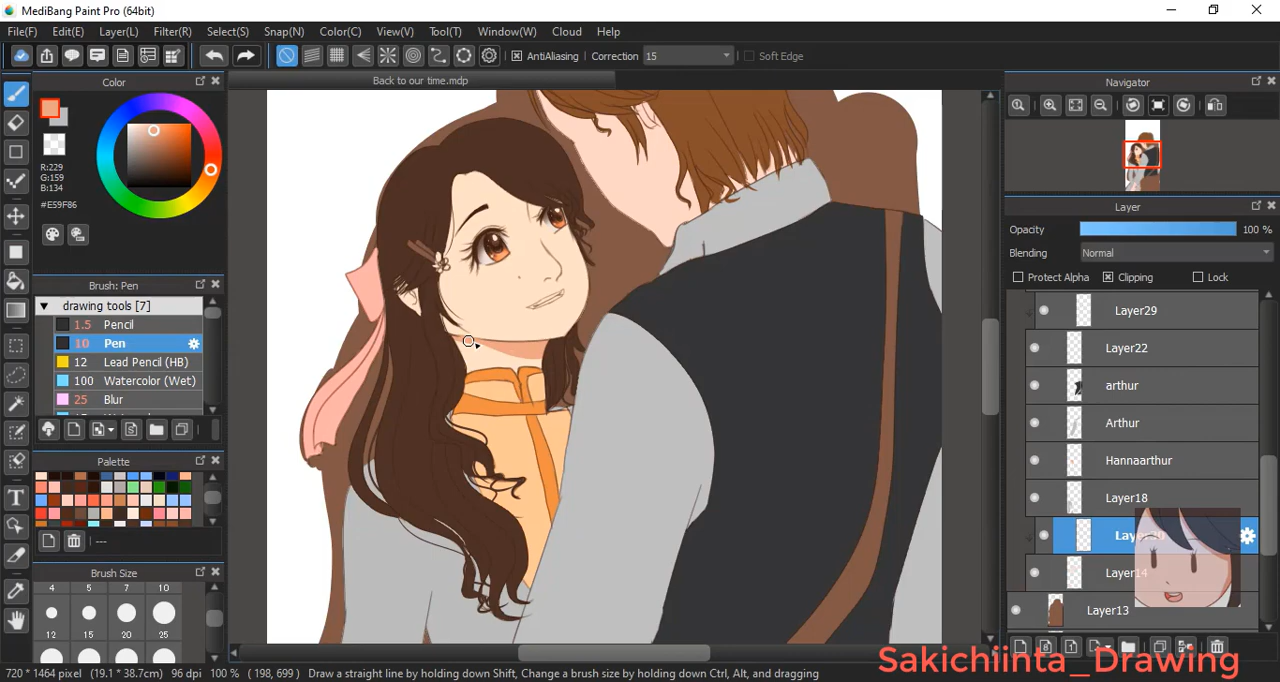 MediBang Paint Pro (64bit)
File(F) Edit(E) Layer(L) Filter(R) Select(S) Snap(N) Color(C) View(V) Tool(T) Window(W) Cloud Help
AntiAliasing Correction 15 Soft Edge
Color
R:229
G:159
B:134
#E59F86
Brush: Pen
drawing tools [7]
1.5 Pencil
10 Pen
12 Lead Pencil (HB)
100 Watercolor (Wet)
25 Blur
Palette
---
Brush Size
4 5 7 10
12 15 20 25
Back to our time.mdp
Navigator
Layer
Opacity 100 %
Blending Normal
Protect Alpha Clipping Lock
Layer29
Layer22
arthur
Arthur
Hannaarthur
Layer18
Layer14
Layer13
Sakichiinta_Drawing
720 * 1464 pixel (19.1 * 38.7cm) 96 dpi 100 % ( 198, 699 ) Draw a straight line by holding down Shift, Change a brush size by holding down Ctrl, Alt, and dragging